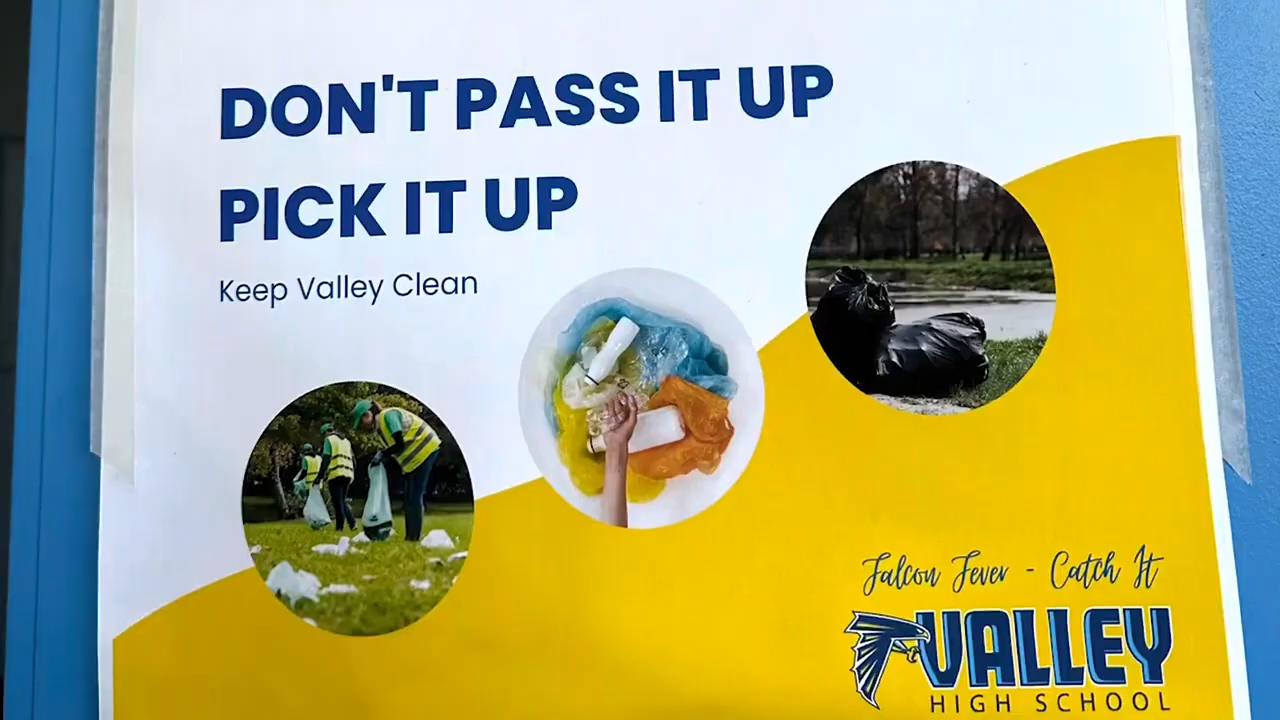 DON'T PASS IT UP
PICK IT UP
Keep Valley Clean
Falcon Fever - Catch It
VALLEY
HIGH SCHOOL